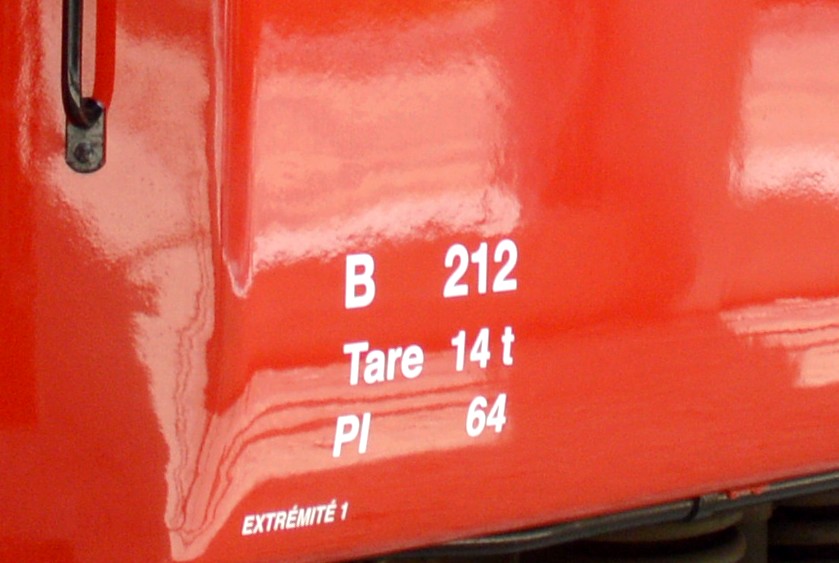 B 212
Tare 14 t
Pl 64
EXTRÉMITÉ 1